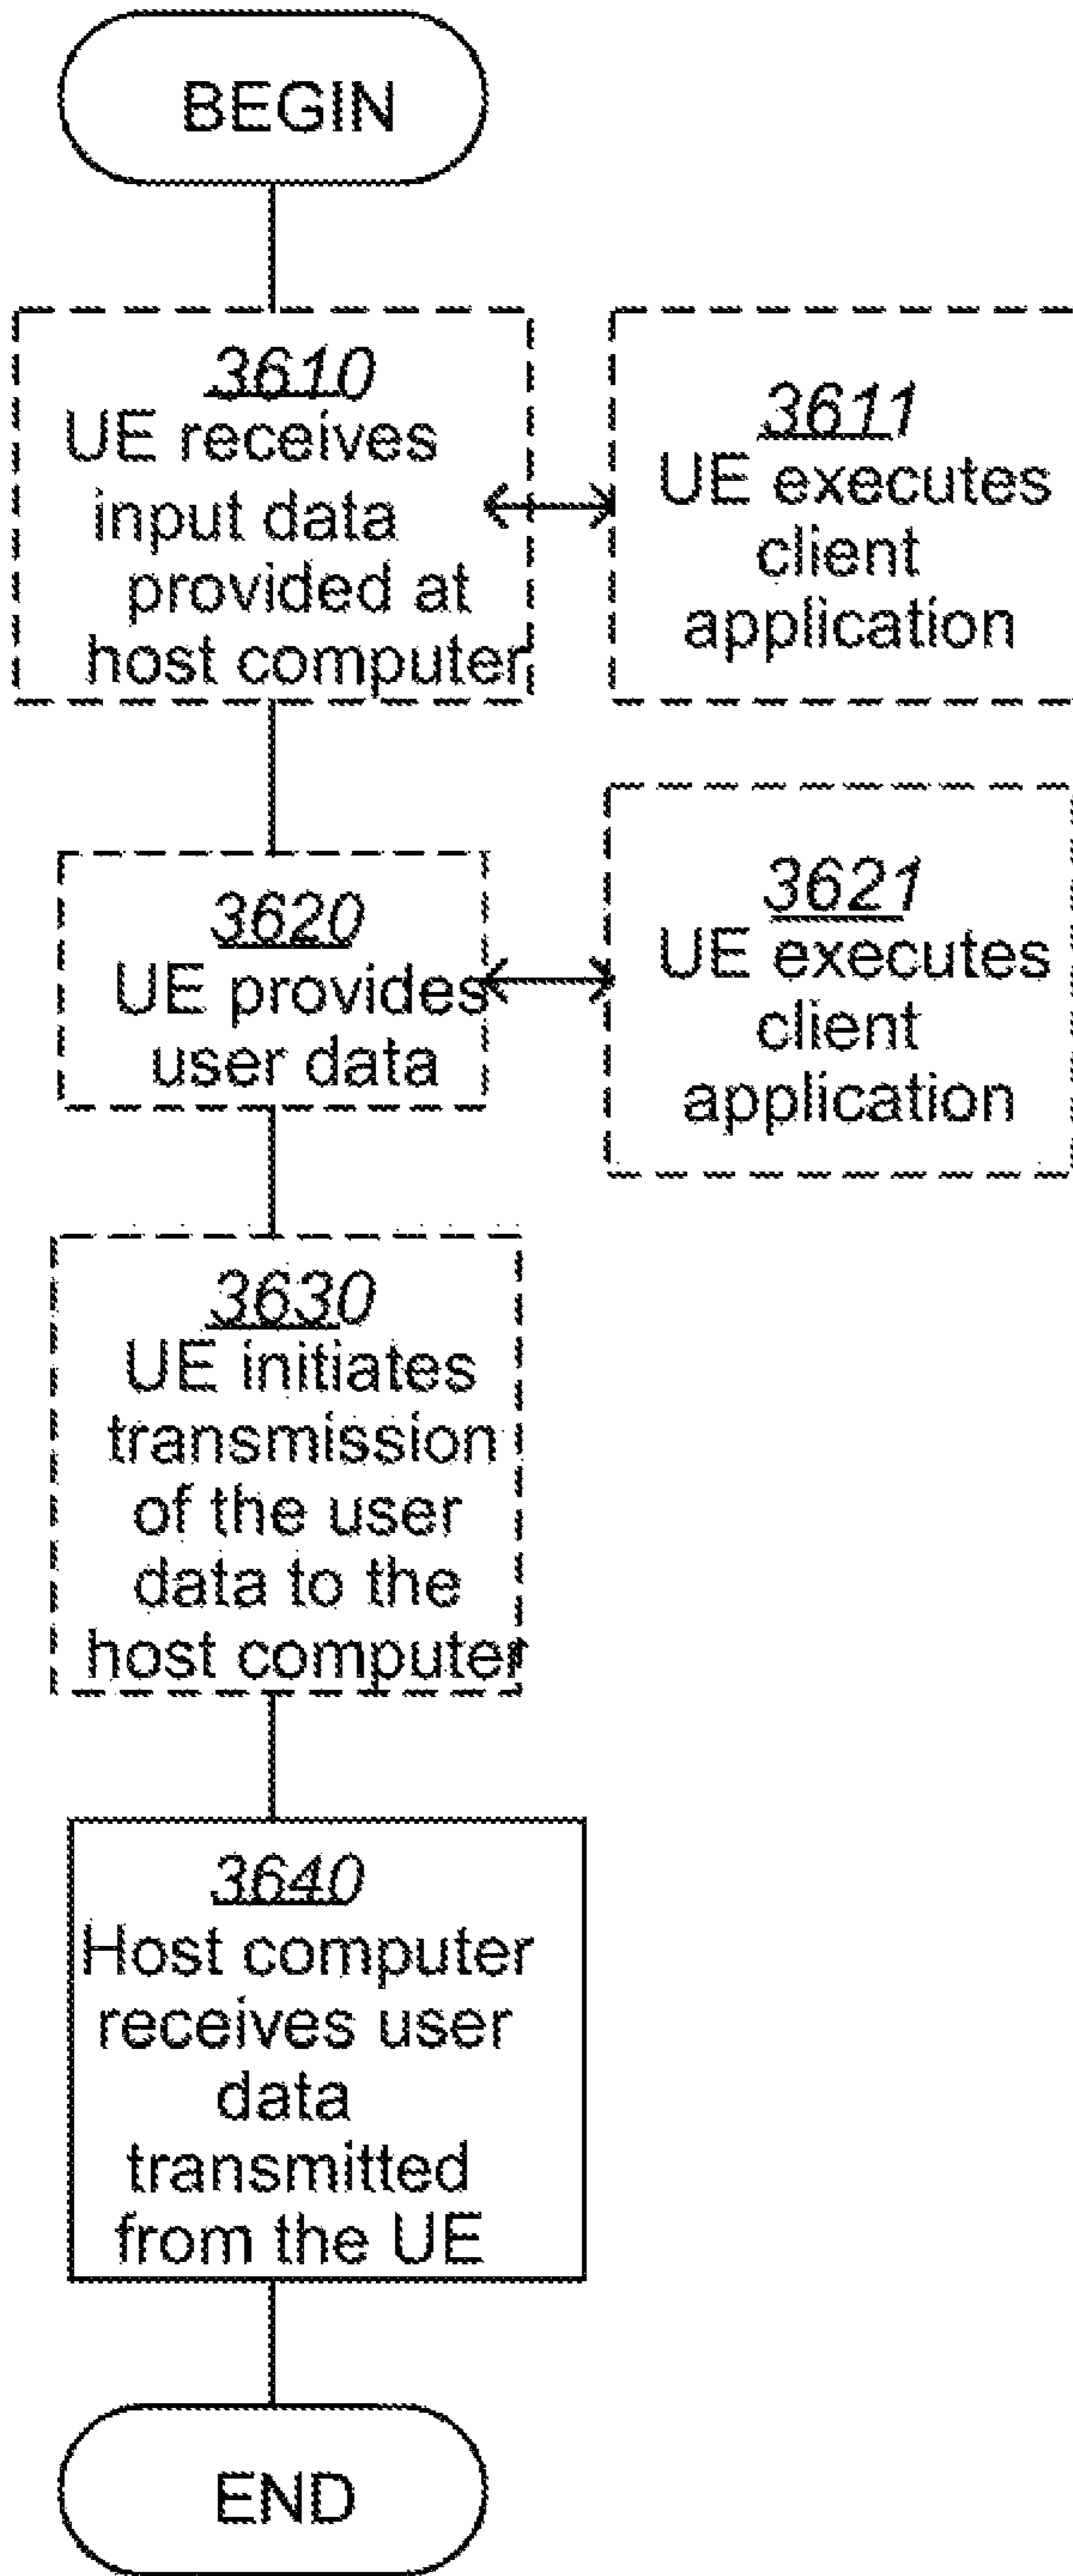 BEGIN
3610
UE receives
input data
provided at
host computer
3611
UE executes
client
application
3620
UE provides
user data
3621
UE executes
client
application
3630
UE initiates
transmission
of the user
data to the
host computer
3640
Host computer
receives user
data
transmitted
from the UE
END